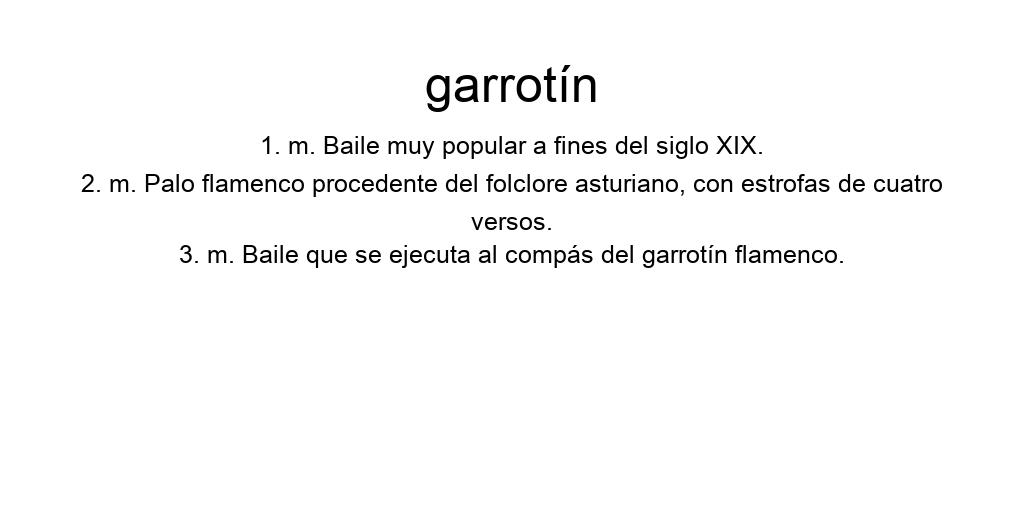 garrotín
1. m. Baile muy popular a fines del siglo XIX.
2. m. Palo flamenco procedente del folclore asturiano, con estrofas de cuatro
versos.
3. m. Baile que se ejecuta al compás del garrotín flamenco.